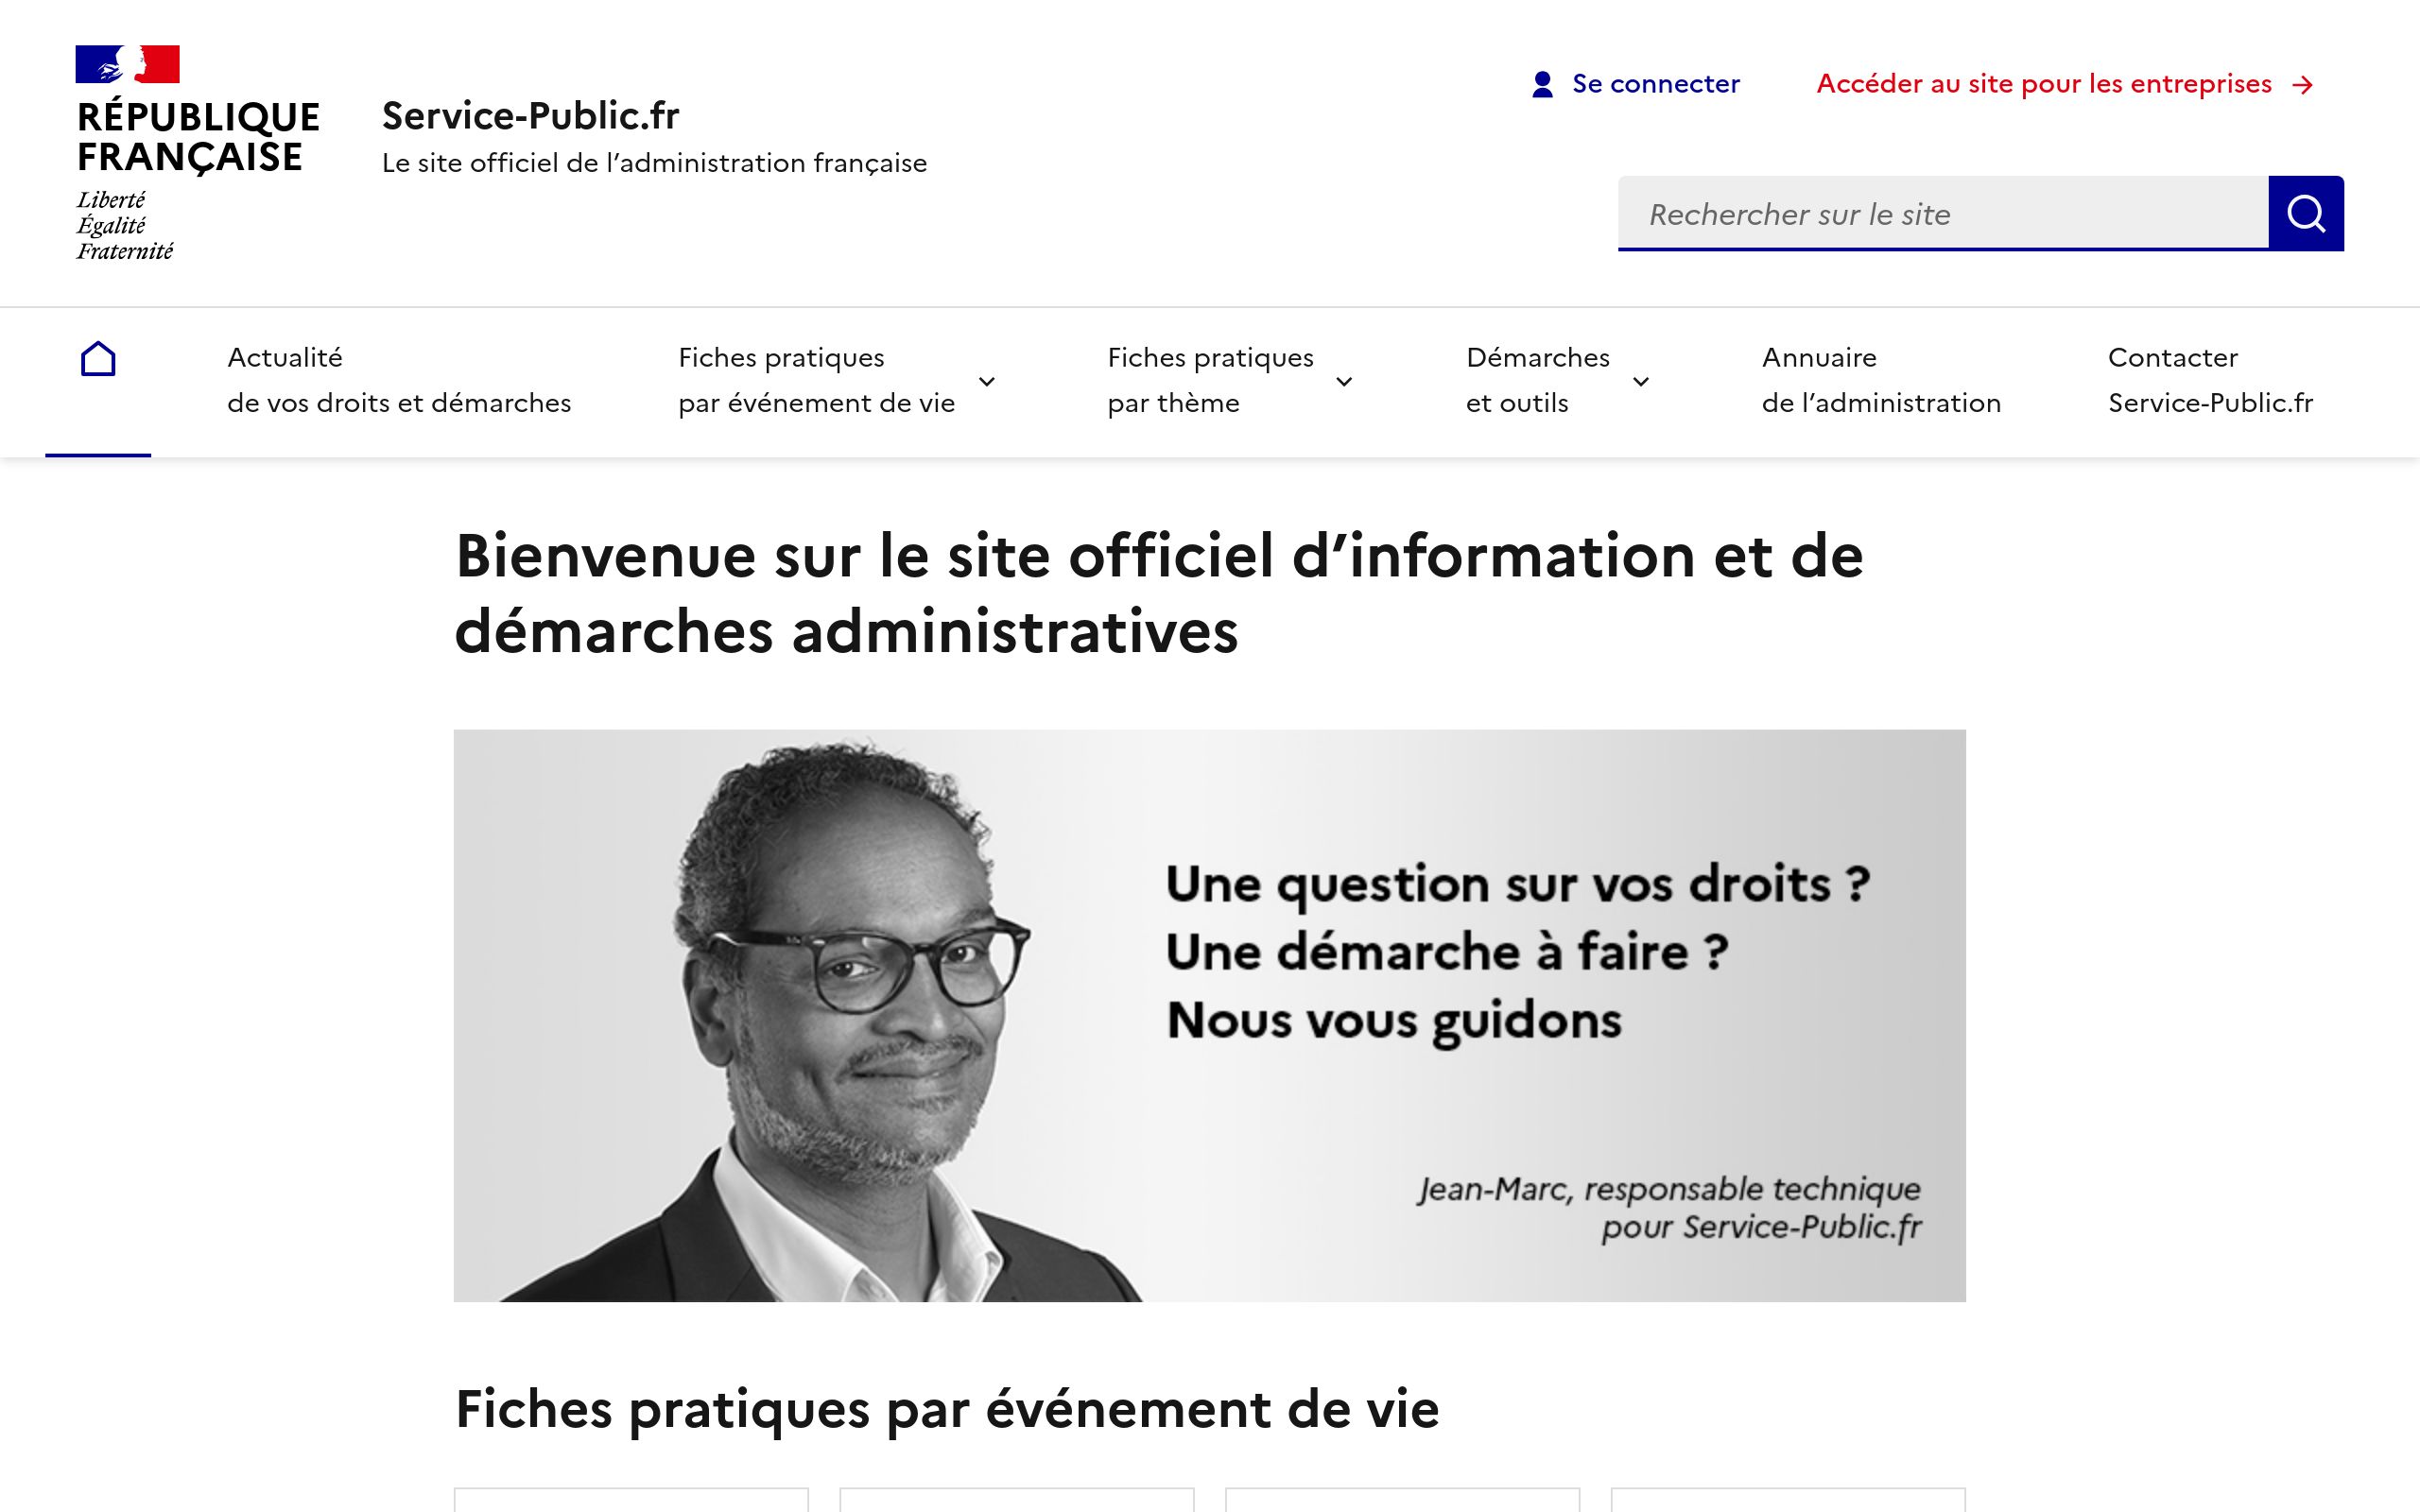 RÉPUBLIQUE
FRANÇAISE
Liberté
Égalité
Fraternité
Service-Public.fr
Le site officiel de l’administration française
Se connecter
Accéder au site pour les entreprises
Rechercher sur le site
Actualité
de vos droits et démarches
Fiches pratiques
par événement de vie
Fiches pratiques
par thème
Démarches
et outils
Annuaire
de l’administration
Contacter
Service-Public.fr
Bienvenue sur le site officiel d’information et de
démarches administratives
Une question sur vos droits ?
Une démarche à faire ?
Nous vous guidons
Jean-Marc, responsable technique
pour Service-Public.fr
Fiches pratiques par événement de vie